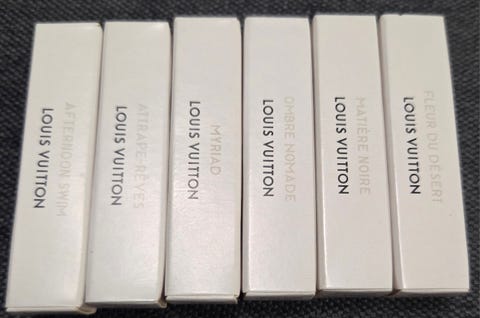 AFTERNOON SWIM
LOUIS VUITTON
ATTRAPE-RÊVES
LOUIS VUITTON
MYRIAD
LOUIS VUITTON
OMBRE NOMADE
LOUIS VUITTON
MATIÈRE NOIRE
LOUIS VUITTON
FLEUR DU DÉSERT
LOUIS VUITTON